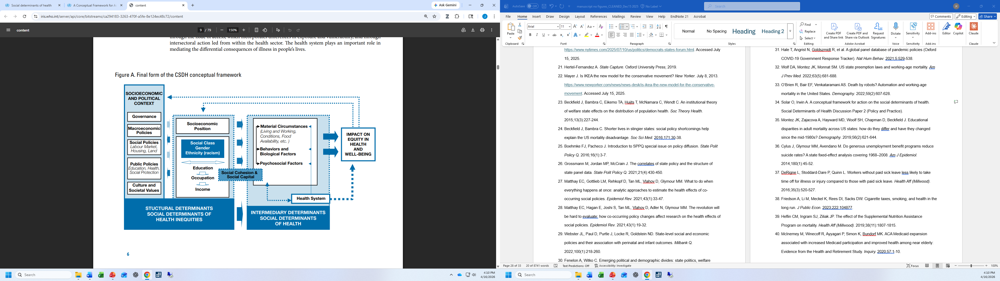 Social determinants of health
A Conceptual Framework for Ac
content
Ask Gemini
iris.who.int/server/api/core/bitstreams/ca294183-3263-470f-a5fe-8e124ec48c72/content
content
9 / 79
150%
through the issue of access, which incorporates differences in exposure and vulnerability, and through
intersectoral action led from within the health sector. The health system plays an important role in
mediating the differential consequences of illness in people's lives.
Figure A. Final form of the CSDH conceptual framework
SOCIOECONOMIC
AND POLITICAL
CONTEXT
Governance
Macroeconomic
Policies
Social Policies
Labour Market,
Housing, Land
Public Policies
Education, Health,
Social Protection
Culture and
Societal Values
Socioeconomic
Position
Social Class
Gender
Ethnicity (racism)
Education
Occupation
Income
Social Cohesion &
Social Capital
Material Circumstances
(Living and Working,
Conditions, Food
Availability, etc. )
Behaviors and
Biological Factors
Psychosocial Factors
Health System
IMPACT ON
EQUITY IN
HEALTH
AND
WELL-BEING
STUCTURAL DETERMINANTS
SOCIAL DETERMINANTS OF
HEALTH INEQUITIES
INTERMEDIARY DETERMINANTS
SOCIAL DETERMINANTS
OF HEALTH
6
Search
4:10 PM
4/16/2026
AutoSave
Off
manuscript no figures_CLEANED_Dec15 2025
No Label
Search
JK
File
Home
Insert
Draw
Design
Layout
References
Mailings
Review
View
Help
EndNote 21
Acrobat
Comments
Editing
Share
Paste
Clipboard
Arial
11
Font
Paragraph
Normal
No Spacing
Heading
Heading 2
Styles
Find
Replace
Select
Editing
Create PDF
and Share link
Create PDF and
Share via Outlook
Request
Signatures
Adobe Acrobat
Dictate
Voice
Sensitivity
Sensitivity
Add-ins
Add-ins
Editor
Copilot
Claude
Claude
https://www.nytimes.com/2025/07/10/us/politics/democrats-states-forum.html. Accessed July
15, 2025.
21. Hertel-Fernandez A. State Capture. Oxford University Press; 2019.
22. Mayer J. Is IKEA the new model for the conservative movement? New Yorker. July 8, 2013.
https://www.newyorker.com/news/news-desk/is-ikea-the-new-model-for-the-conservative-
movement. Accessed July 15, 2025.
23. Beckfield J, Bambra C, Eikemo TA, Huijts T, McNamara C, Wendt C. An institutional theory
of welfare state effects on the distribution of population health. Soc Theory Health.
2015;13(3):227-244.
24. Beckfield J, Bambra C. Shorter lives in stingier states: social policy shortcomings help
explain the US mortality disadvantage. Soc Sci Med. 2016;171:30-38.
25. Boehmke FJ, Pacheco J. Introduction to SPPQ special issue on policy diffusion. State Polit
Policy Q. 2016;16(1):3-7.
26. Grossmann M, Jordan MP, McCrain J. The correlates of state policy and the structure of
state panel data. State Polit Policy Q. 2021;21(4):430-450.
27. Matthay EC, Gottlieb LM, Rehkopf D, Tan ML, Vlahov D, Glymour MM. What to do when
everything happens at once: analytic approaches to estimate the health effects of co-
occurring social policies. Epidemiol Rev. 2021;43(1):33-47.
28. Matthay EC, Hagan E, Joshi S, Tan ML, Vlahov D, Adler N, Glymour MM. The revolution will
be hard to evaluate: how co-occurring policy changes affect research on the health effects of
social policies. Epidemiol Rev. 2021;43(1):19-32.
29. Webster JL, Paul D, Purtle J, Locke R, Goldstein ND. State-level social and economic
policies and their association with perinatal and infant outcomes. Milbank Q.
2022;100(1):218-260.
30. Fenelon A, Witko C. Emerging political and demographic divides: state politics, welfare
31. Hale T, Angrist N, Goldszmidt R, et al. A global panel database of pandemic policies (Oxford
COVID-19 Government Response Tracker). Nat Hum Behav. 2021;5:529-538.
32. Wolf DA, Montez JK, Monnat SM. US state preemption laws and working-age mortality. Am
J Prev Med. 2022;63(5):681-688.
33. O'Brien R, Bair EF, Venkataramani AS. Death by robots? Automation and working-age
mortality in the United States. Demography. 2022;59(2):607-628.
34. Solar O, Irwin A. A conceptual framework for action on the social determinants of health.
Social Determinants of Health Discussion Paper 2 (Policy and Practice).
35. Montez JK, Zajacova A, Hayward MD, Woolf SH, Chapman D, Beckfield J. Educational
disparities in adult mortality across US states: how do they differ and have they changed
since the mid-1980s? Demography. 2019;56(2):621-644.
36. Cylus J, Glymour MM, Avendano M. Do generous unemployment benefit programs reduce
suicide rates? A state fixed-effect analysis covering 1968–2008. Am J Epidemiol.
2014;180(1):45-52.
37. DeRigne L, Stoddard-Dare P, Quinn L. Workers without paid sick leave less likely to take
time off for illness or injury compared to those with paid sick leave. Health Aff (Millwood).
2016;35(3):520-527.
38. Friedson A, Li M, Meckel K, Rees DI, Sacks DW. Cigarette taxes, smoking, and health in the
long run. J Public Econ. 2023;222:104877.
39. Heflin CM, Ingram SJ, Ziliak JP. The effect of the Supplemental Nutrition Assistance
Program on mortality. Health Aff (Millwood). 2019;38(11):1807-1815.
40. McInerney M, Winecoff R, Ayyagari P, Simon K, Bundorf MK. ACA Medicaid expansion
associated with increased Medicaid participation and improved health among near elderly:
Evidence from the Health and Retirement Study. Inquiry. 2020;57:1-10.
Page 28 of 33
20 of 8741 words
Text Predictions: Off
Accessibility: Investigate
Focus
100%
Search
4:10 PM
4/16/2026